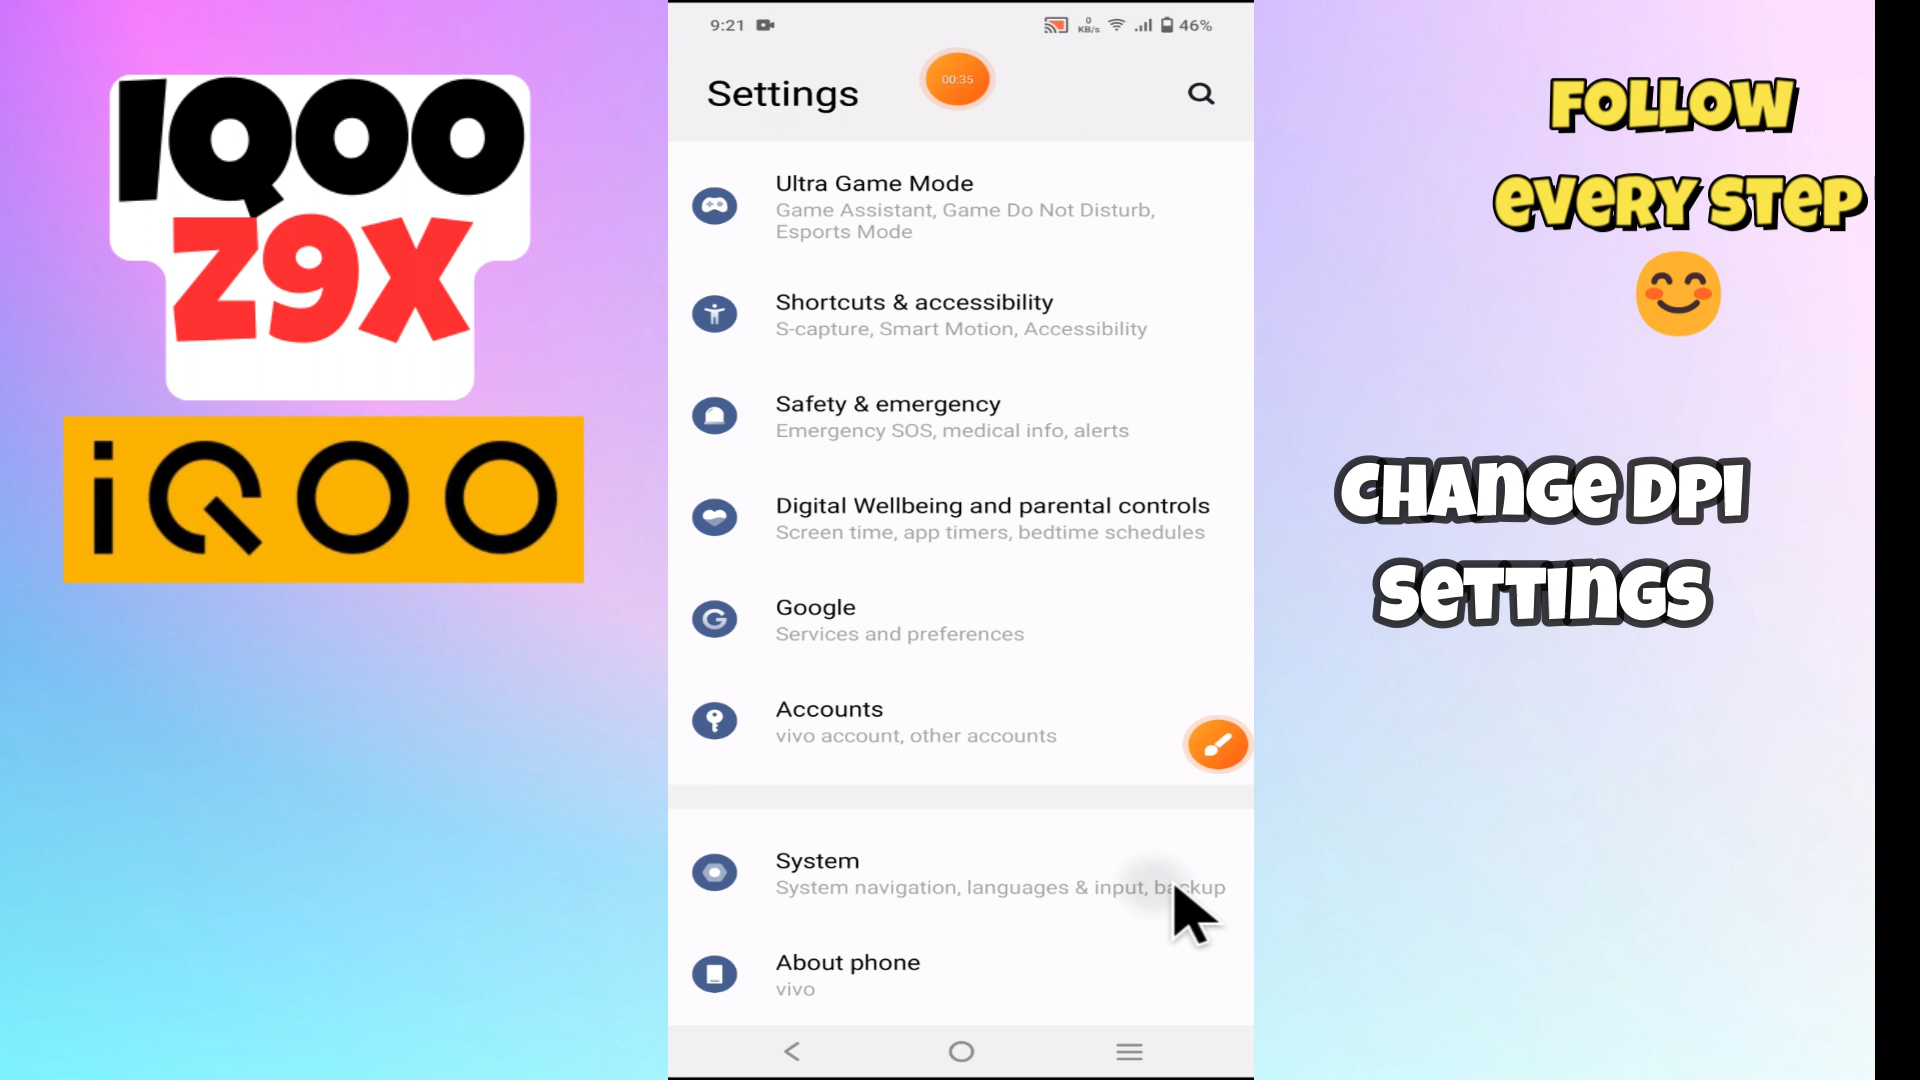 IQOO
Z9X
iQOO
9:21
0
KB/s
46%
00:35
Settings
Ultra Game Mode
Game Assistant, Game Do Not Disturb,
Esports Mode
Shortcuts & accessibility
S-capture, Smart Motion, Accessibility
Safety & emergency
Emergency SOS, medical info, alerts
Digital Wellbeing and parental controls
Screen time, app timers, bedtime schedules
Google
Services and preferences
Accounts
vivo account, other accounts
System
System navigation, languages & input, backup
About phone
vivo
FOLLOW
EVERY STEP
CHANGE DPI
SETTINGS